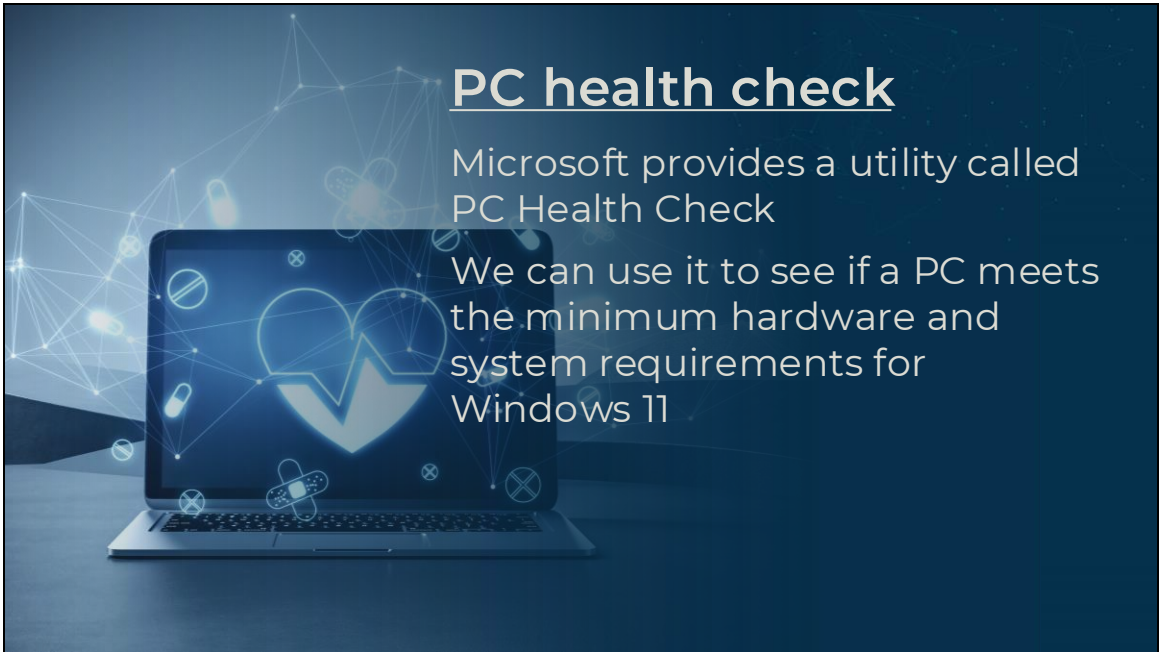 PC health check
Microsoft provides a utility called
PC Health Check
We can use it to see if a PC meets
the minimum hardware and
system requirements for
Windows 11